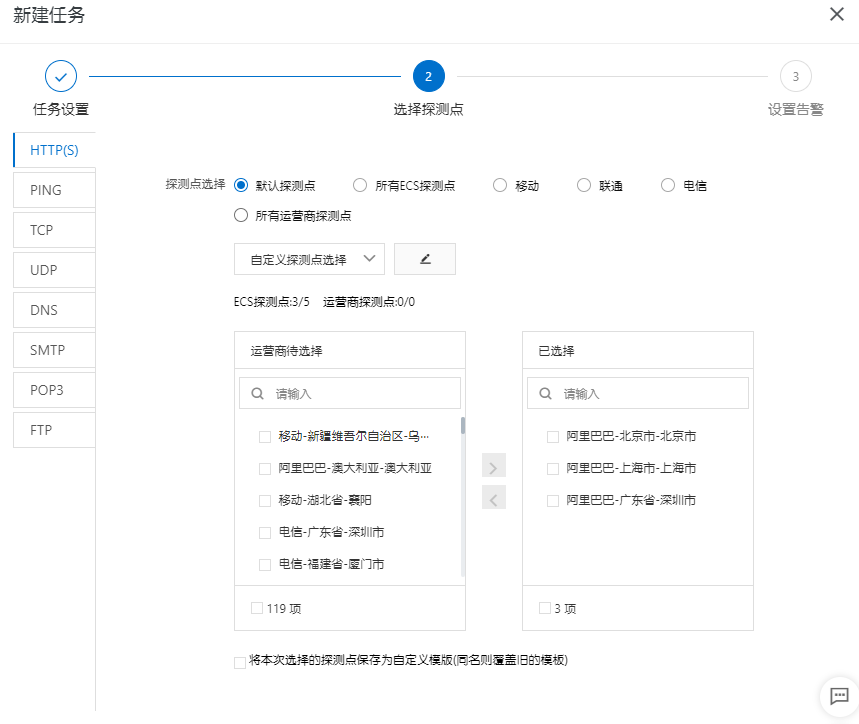 新建任务
2
3
任务设置
选择探测点
设置告警
HTTP(S)
PING
TCP
UDP
DNS
SMTP
POP3
FTP
探测点选择 默认探测点 所有ECS探测点 移动 联通 电信
所有运营商探测点
自定义探测点选择
ECS探测点:3/5 运营商探测点:0/0
运营商待选择
请输入
移动-新疆维吾尔自治区-乌···
阿里巴巴-澳大利亚-澳大利亚
移动-湖北省-襄阳
电信-广东省-深圳市
电信-福建省-厦门市
119 项
已选择
请输入
阿里巴巴-北京市-北京市
阿里巴巴-上海市-上海市
阿里巴巴-广东省-深圳市
3 项
将本次选择的探测点保存为自定义模版(同名则覆盖旧的模板)